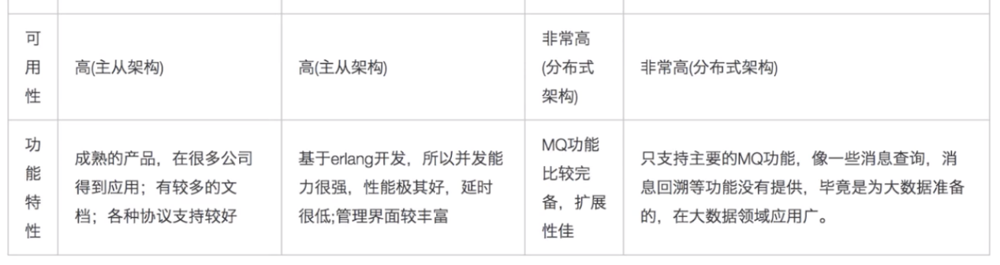 可
用
性
高(主从架构)
高(主从架构)
非常高
(分布式
架构)
非常高(分布式架构)
功
能
特
性
成熟的产品，在很多公司
得到应用；有较多的文
档；各种协议支持较好
基于erlang开发，所以并发能
力很强，性能极其好，延时
很低;管理界面较丰富
MQ功能
比较完
备，扩展
性佳
只支持主要的MQ功能，像一些消息查询，消
息回溯等功能没有提供，毕竟是为大数据准备
的，在大数据领域应用广。